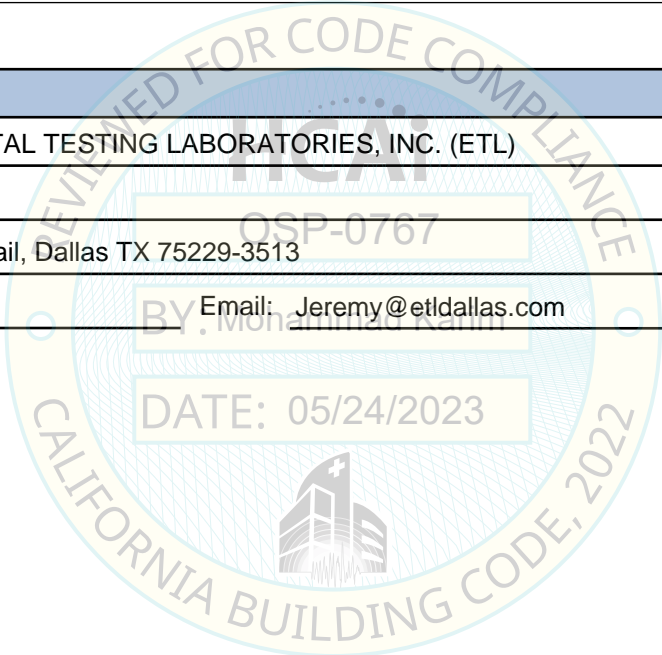 REVIEWED FOR CODE COMPLIANCE
HCAi
TAL TESTING LABORATORIES, INC. (ETL)
OSP-0767
ail, Dallas TX 75229-3513
Email: Jeremy@etldallas.com
BY: Mohammad Karim
DATE: 05/24/2023
CALIFORNIA BUILDING CODE, 2022